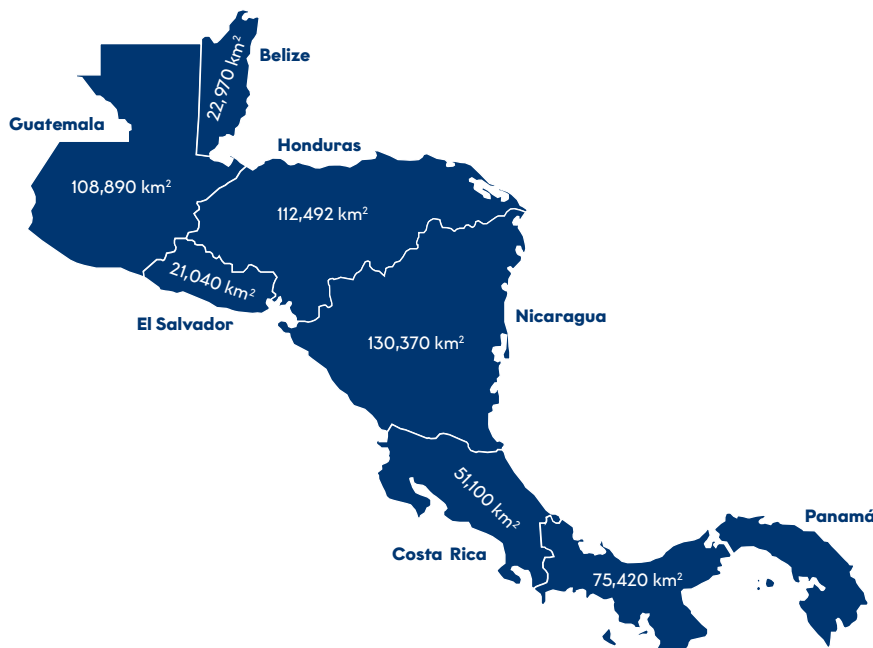 Belize
22,970 km²
Guatemala
Honduras
108,890 km²
112,492 km²
21,040 km²
El Salvador
Nicaragua
130,370 km²
51,100 km²
Costa Rica
Panamá
75,420 km²